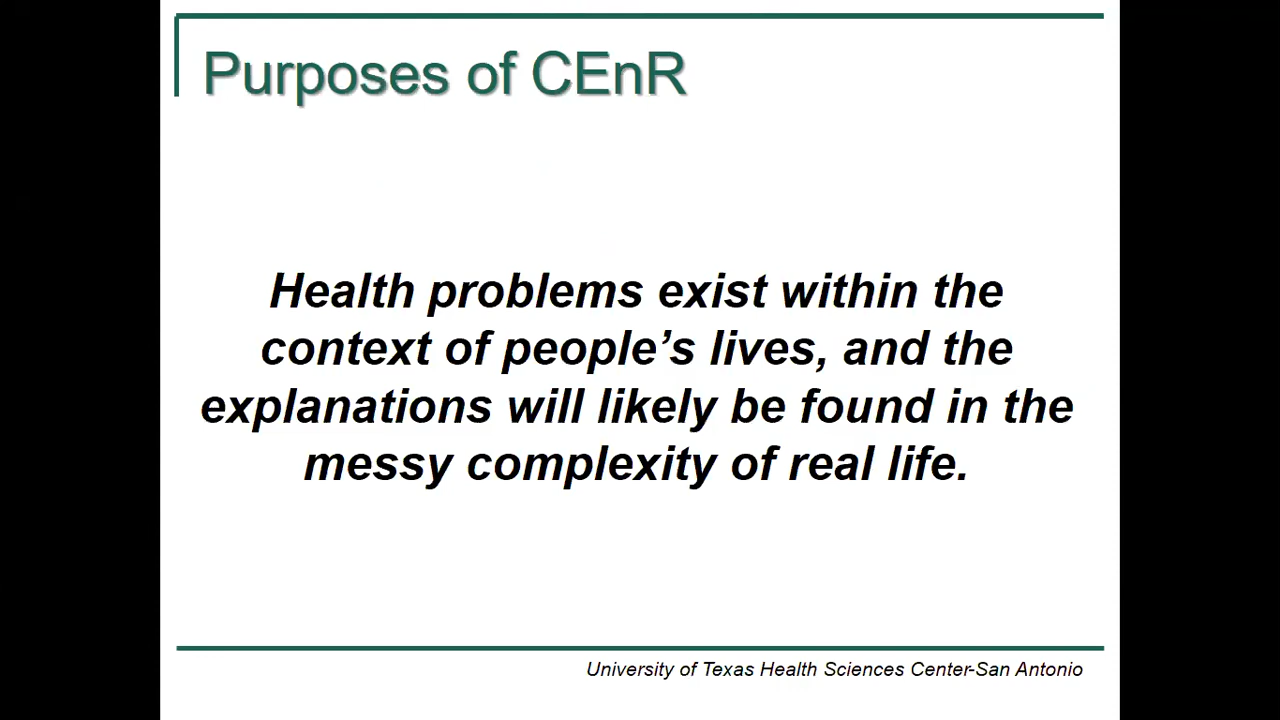 Purposes of CEnR
Health problems exist within the
context of people’s lives, and the
explanations will likely be found in the
messy complexity of real life.
University of Texas Health Sciences Center-San Antonio